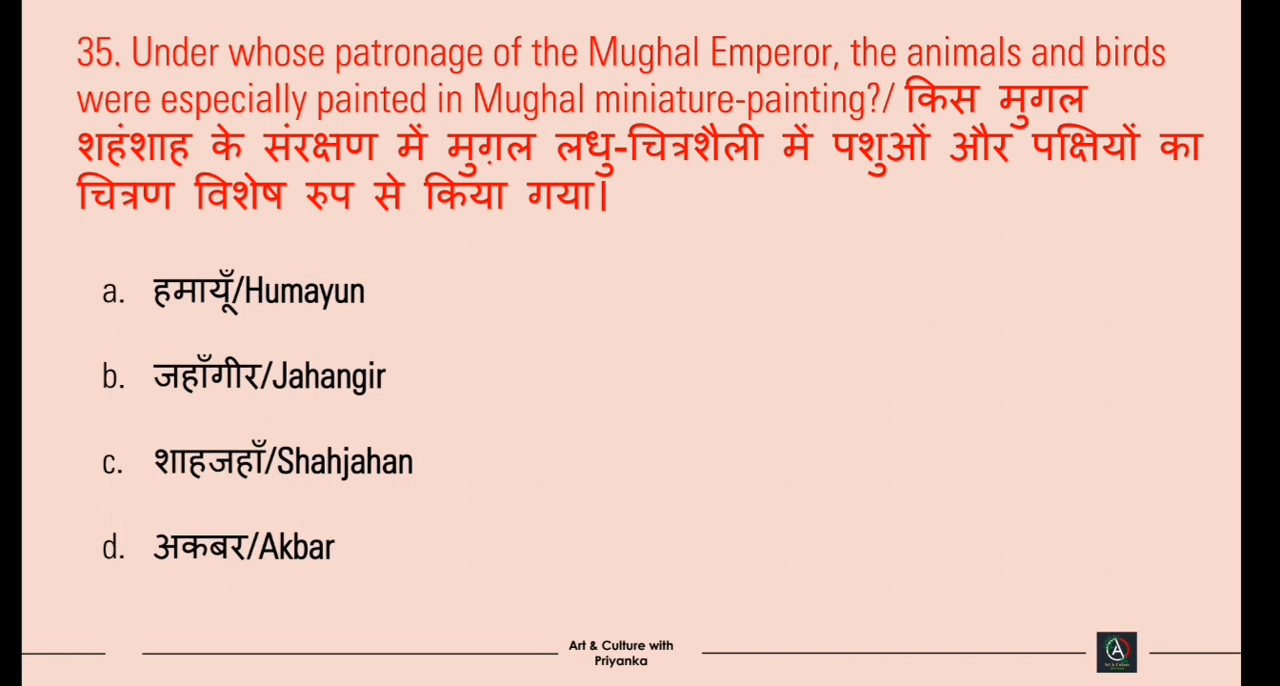 35. Under whose patronage of the Mughal Emperor, the animals and birds
were especially painted in Mughal miniature-painting?/ किस मुगल
शहंशाह के संरक्षण में मुग़ल लधु-चित्रशैली में पशुओं और पक्षियों का
चित्रण विशेष रुप से किया गया।
a. हमायूँ/Humayun
b. जहाँगीर/Jahangir
c. शाहजहाँ/Shahjahan
d. अकबर/Akbar
Art & Culture with
Priyanka